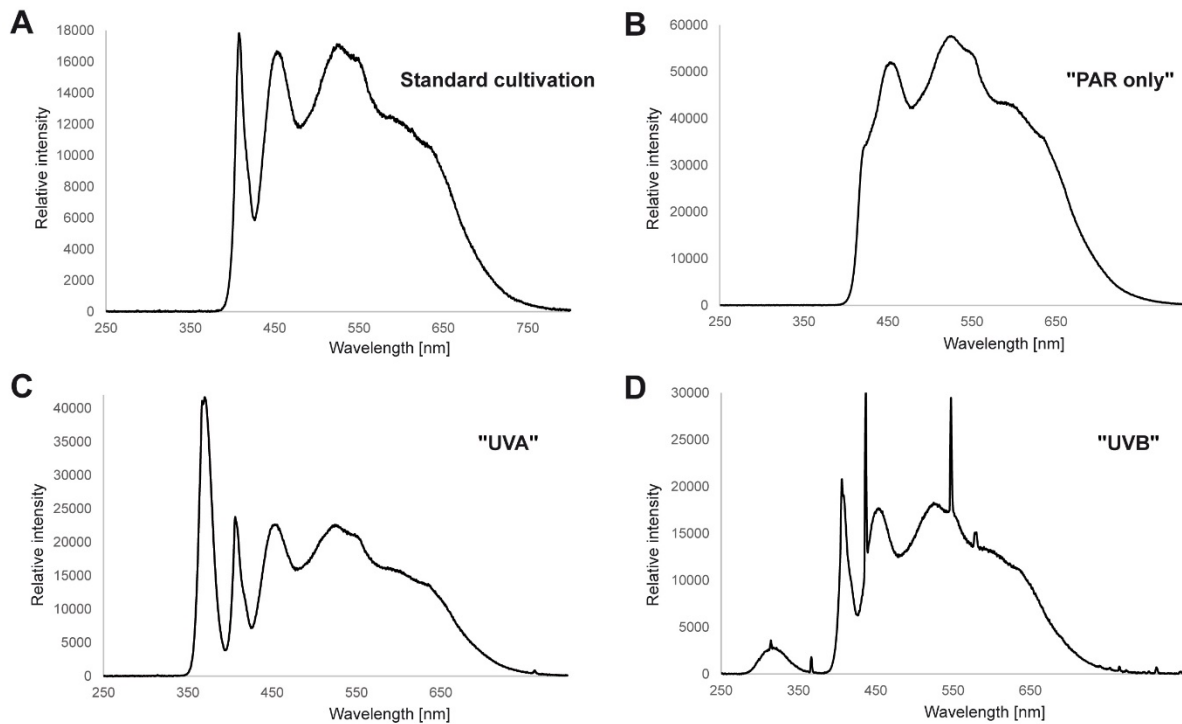 A
Standard cultivation
Relative intensity
18000
16000
14000
12000
10000
8000
6000
4000
2000
0
250 350 450 550 650 750
Wavelength [nm]
B
"PAR only"
Relative intensity
60000
50000
40000
30000
20000
10000
0
250 350 450 550 650
Wavelength [nm]
C
"UVA"
Relative intensity
40000
35000
30000
25000
20000
15000
10000
5000
0
250 350 450 550 650
Wavelength [nm]
D
"UVB"
Relative intensity
30000
25000
20000
15000
10000
5000
0
250 350 450 550 650
Wavelength [nm]